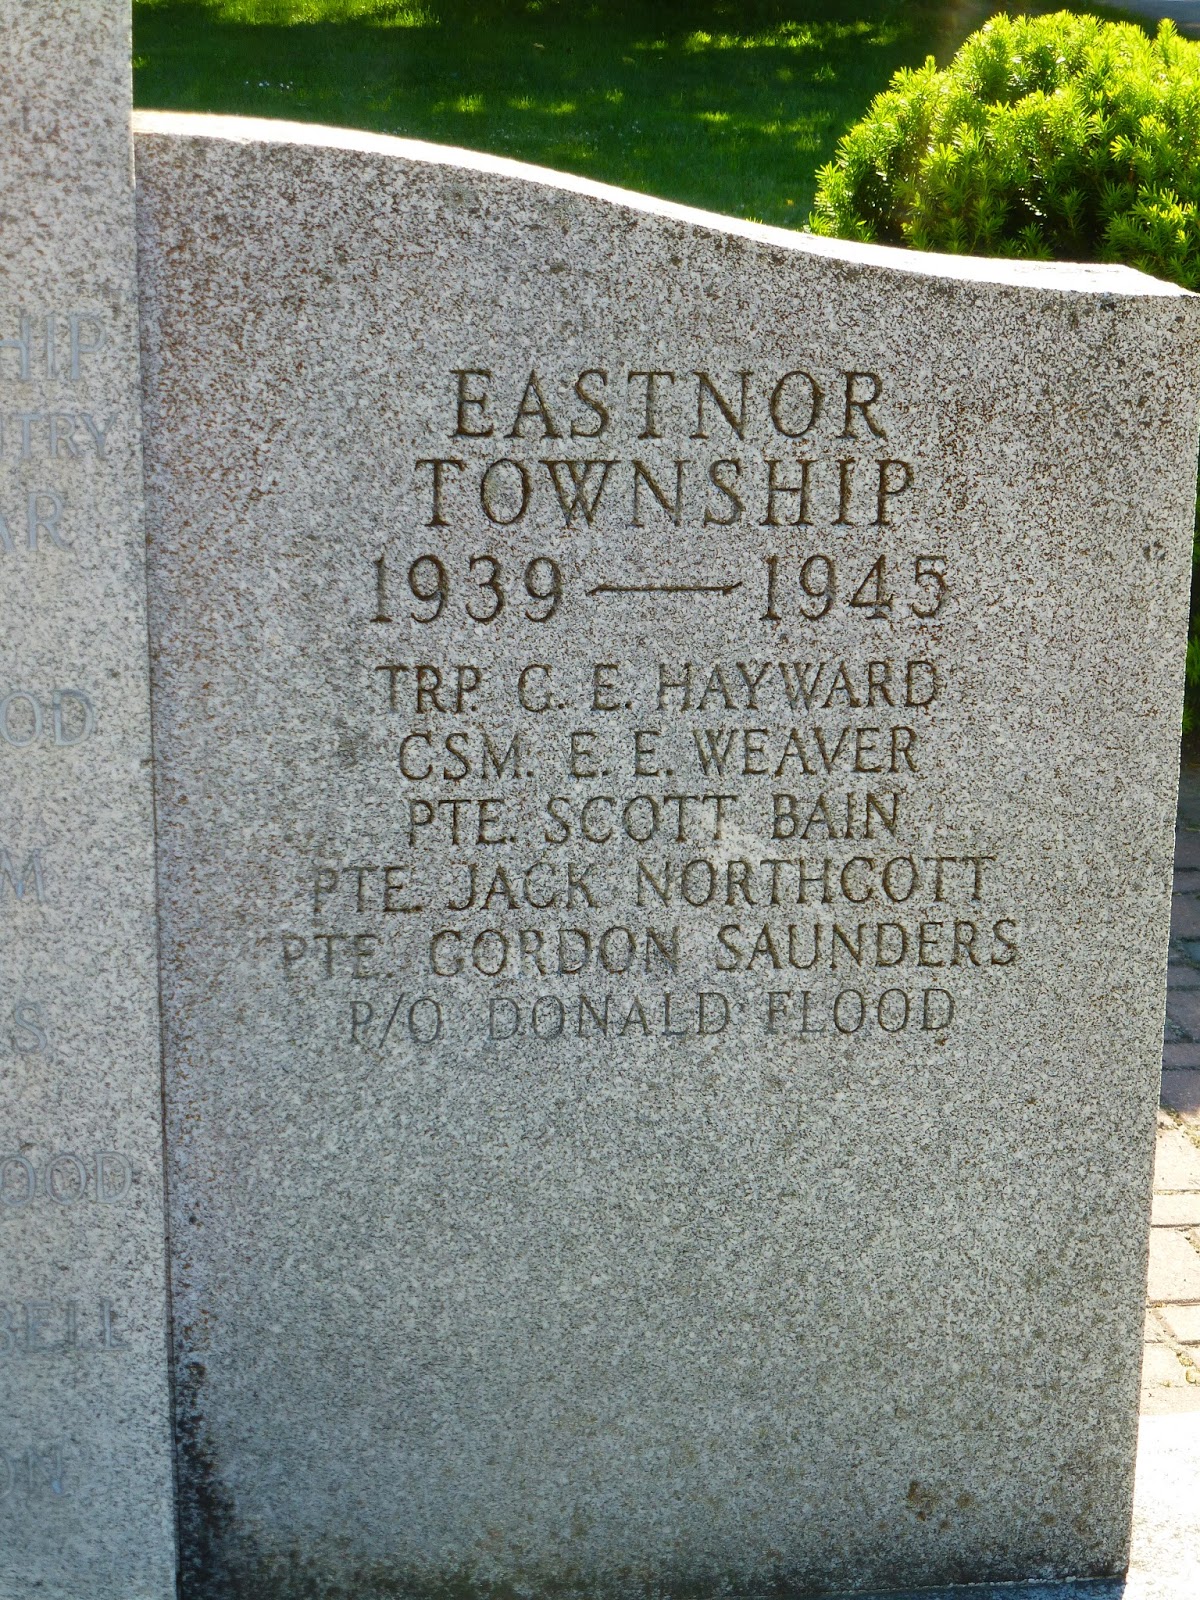 EASTNOR
TOWNSHIP
1939 — 1945
TRP. G. E. HAYWARD
CSM. E. E. WEAVER
PTE. SCOTT BAIN
PTE. JACK NORTHCOTT
PTE. GORDON SAUNDERS
P/O DONALD FLOOD